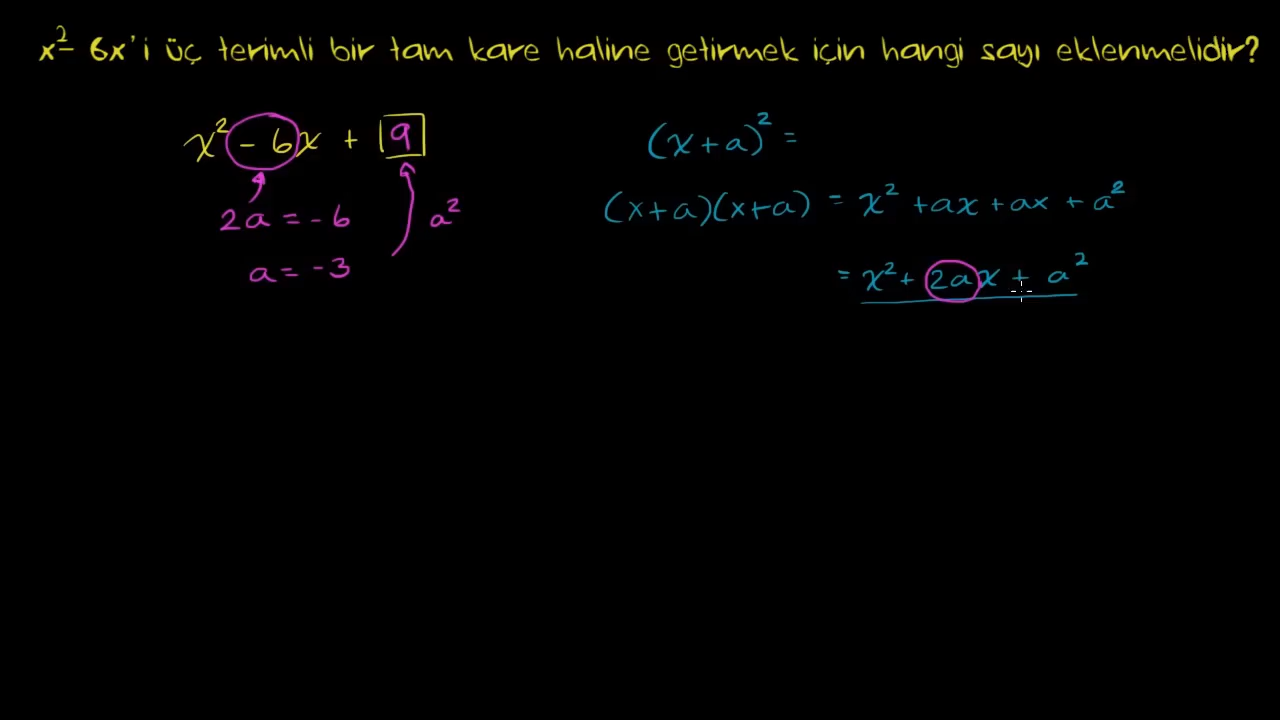 x² - 6x'i üç terimli bir tam kare haline getirmek için hangi sayı eklenmelidir?
x² - 6x + 9
2a = -6
a²
a = -3
(x+a)² =
(x+a)(x+a) = x² + ax + ax + a²
= x² + 2ax + a²